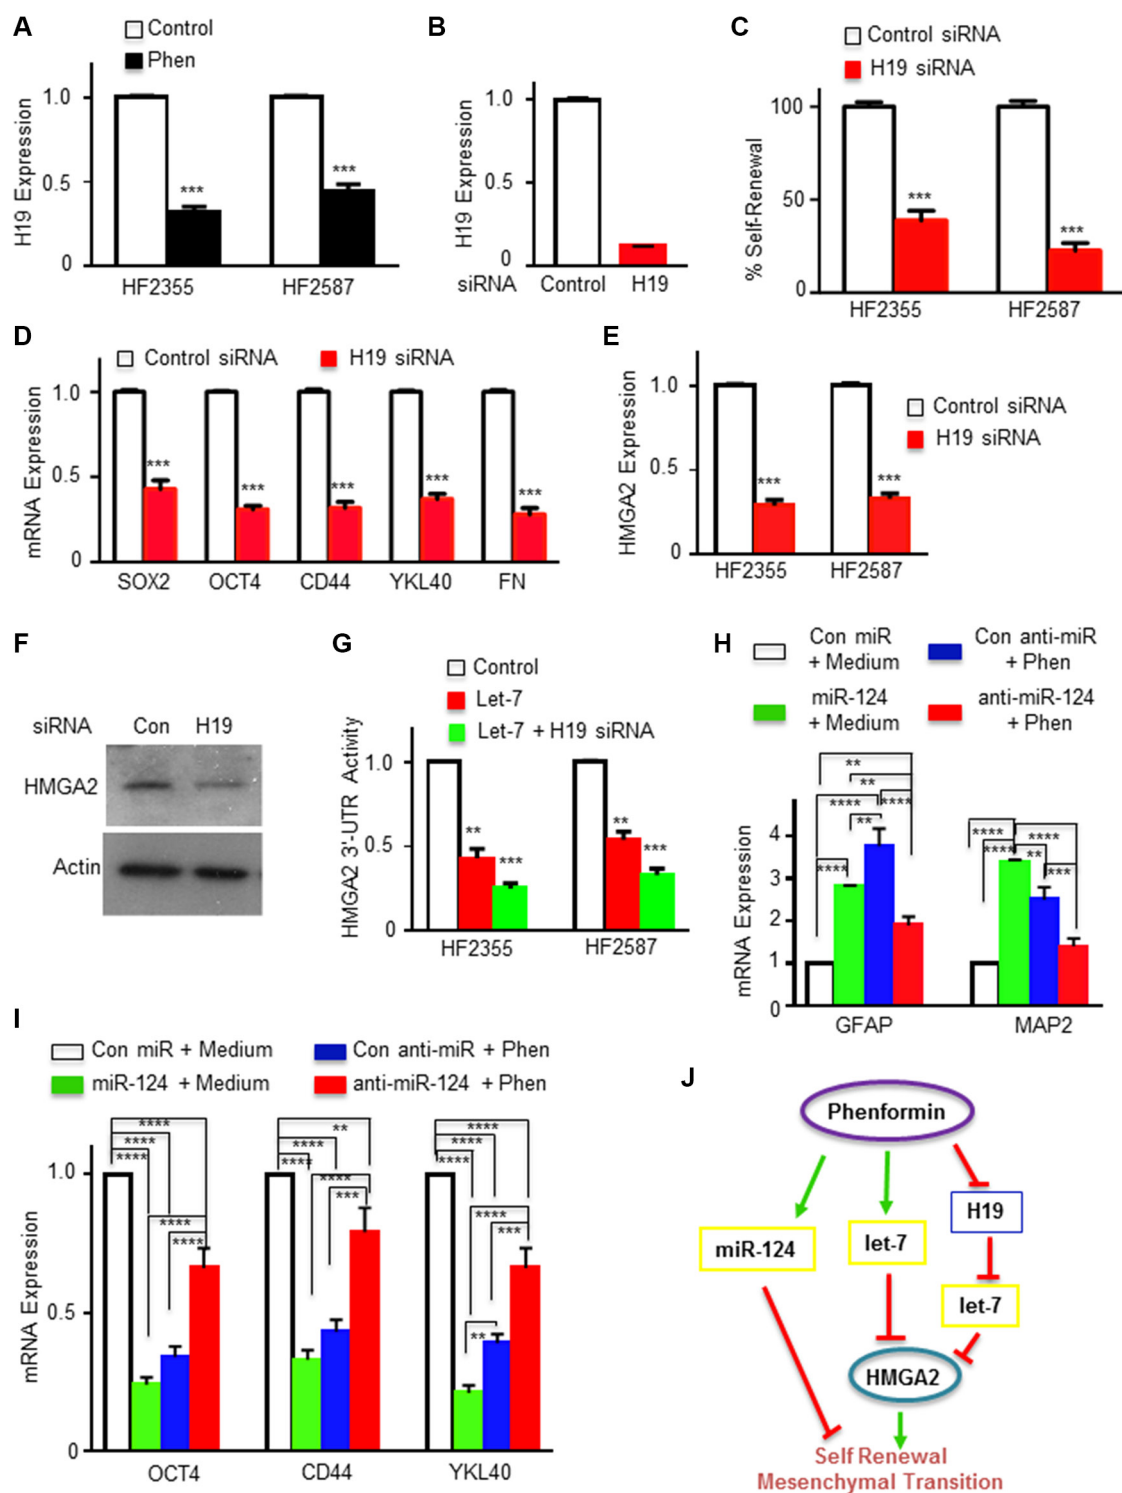 A
Control
Phen
H19 Expression
1.0
0.5
0
***
***
HF2355
HF2587
B
H19 Expression
1.0
0.5
0
siRNA
Control
H19
C
Control siRNA
H19 siRNA
% Self-Renewal
100
50
0
***
***
HF2355
HF2587
D
Control siRNA
H19 siRNA
mRNA Expression
1.0
0.5
0
***
***
***
***
***
SOX2
OCT4
CD44
YKL40
FN
E
HMGA2 Expression
1.0
0.5
0
Control siRNA
H19 siRNA
***
***
HF2355
HF2587
F
siRNA
Con
H19
HMGA2
Actin
G
Control
Let-7
Let-7 + H19 siRNA
HMGA2 3'-UTR Activity
1.0
0.5
0
**
***
**
***
HF2355
HF2587
H
Con miR
+ Medium
Con anti-miR
+ Phen
miR-124
+ Medium
anti-miR-124
+ Phen
mRNA Expression
4
3
2
1
0
**
**
****
****
**
****
****
****
****
**
***
GFAP
MAP2
I
Con miR + Medium
Con anti-miR + Phen
miR-124 + Medium
anti-miR-124 + Phen
mRNA Expression
1.0
0.5
0
****
****
****
****
****
**
****
****
****
***
****
****
****
****
***
**
OCT4
CD44
YKL40
J
Phenformin
H19
miR-124
let-7
let-7
HMGA2
Self Renewal
Mesenchymal Transition